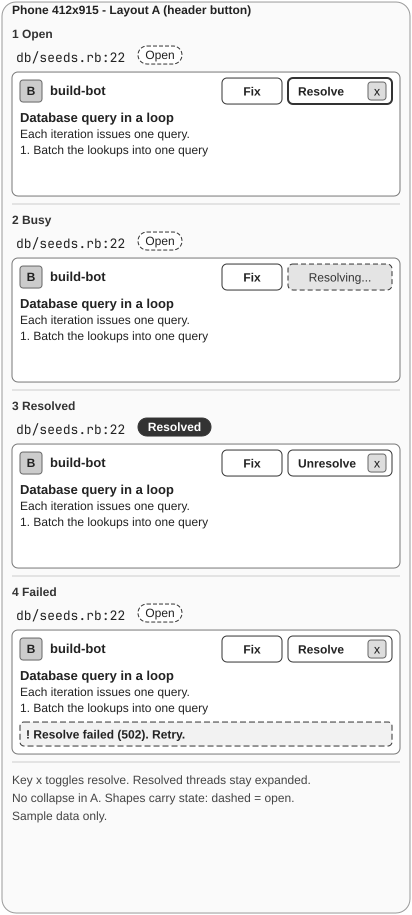 Phone 412x915 - Layout A (header button)
1 Open
db/seeds.rb:22 Open
B build-bot Fix Resolve x
Database query in a loop
Each iteration issues one query.
1. Batch the lookups into one query
2 Busy
db/seeds.rb:22 Open
B build-bot Fix Resolving...
Database query in a loop
Each iteration issues one query.
1. Batch the lookups into one query
3 Resolved
db/seeds.rb:22 Resolved
B build-bot Fix Unresolve x
Database query in a loop
Each iteration issues one query.
1. Batch the lookups into one query
4 Failed
db/seeds.rb:22 Open
B build-bot Fix Resolve x
Database query in a loop
Each iteration issues one query.
1. Batch the lookups into one query
! Resolve failed (502). Retry.
Key x toggles resolve. Resolved threads stay expanded.
No collapse in A. Shapes carry state: dashed = open.
Sample data only.